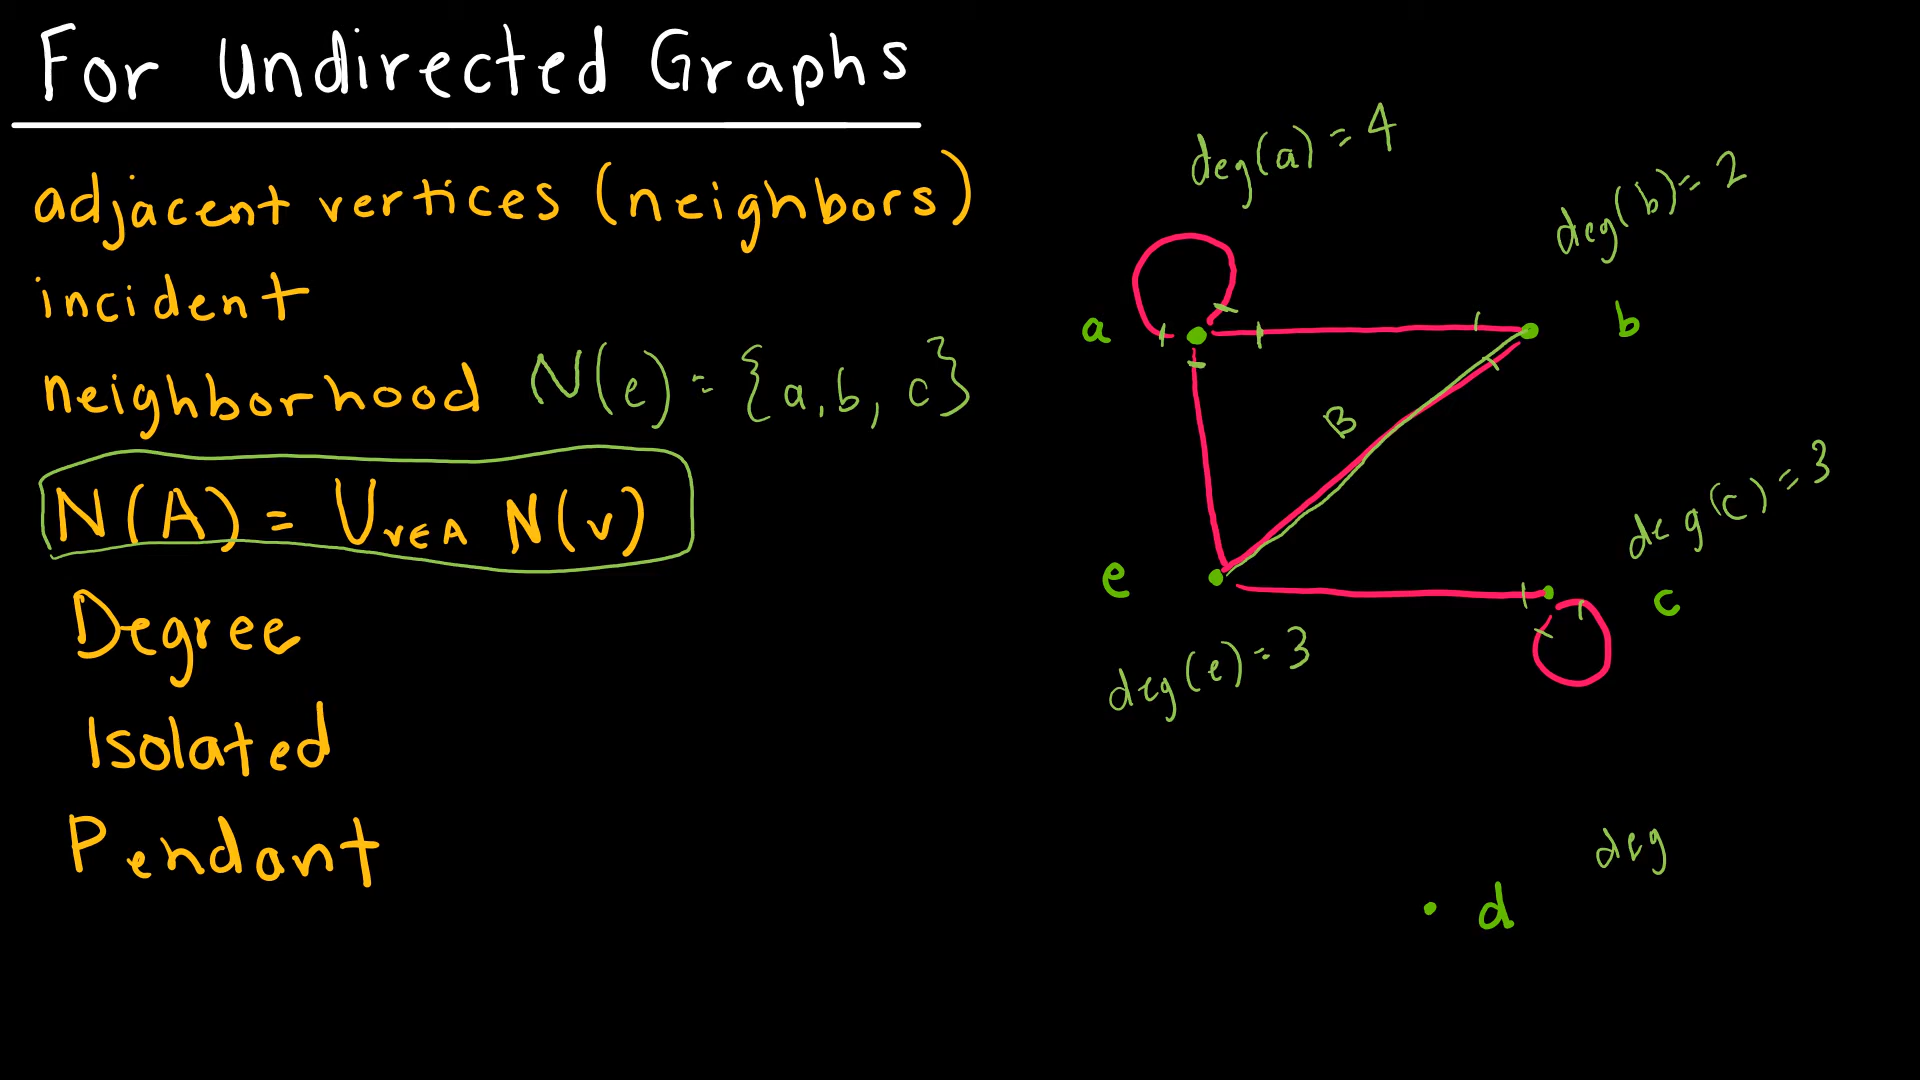 For Undirected Graphs
adjacent vertices (neighbors)
incident
neighborhood N(e) = {a, b, c}
N(A) = ∪v∈A N(v)
Degree
Isolated
Pendant
deg(a) = 4
deg(b) = 2
a
b
B
deg(c) = 3
e
c
deg(e) = 3
deg
d